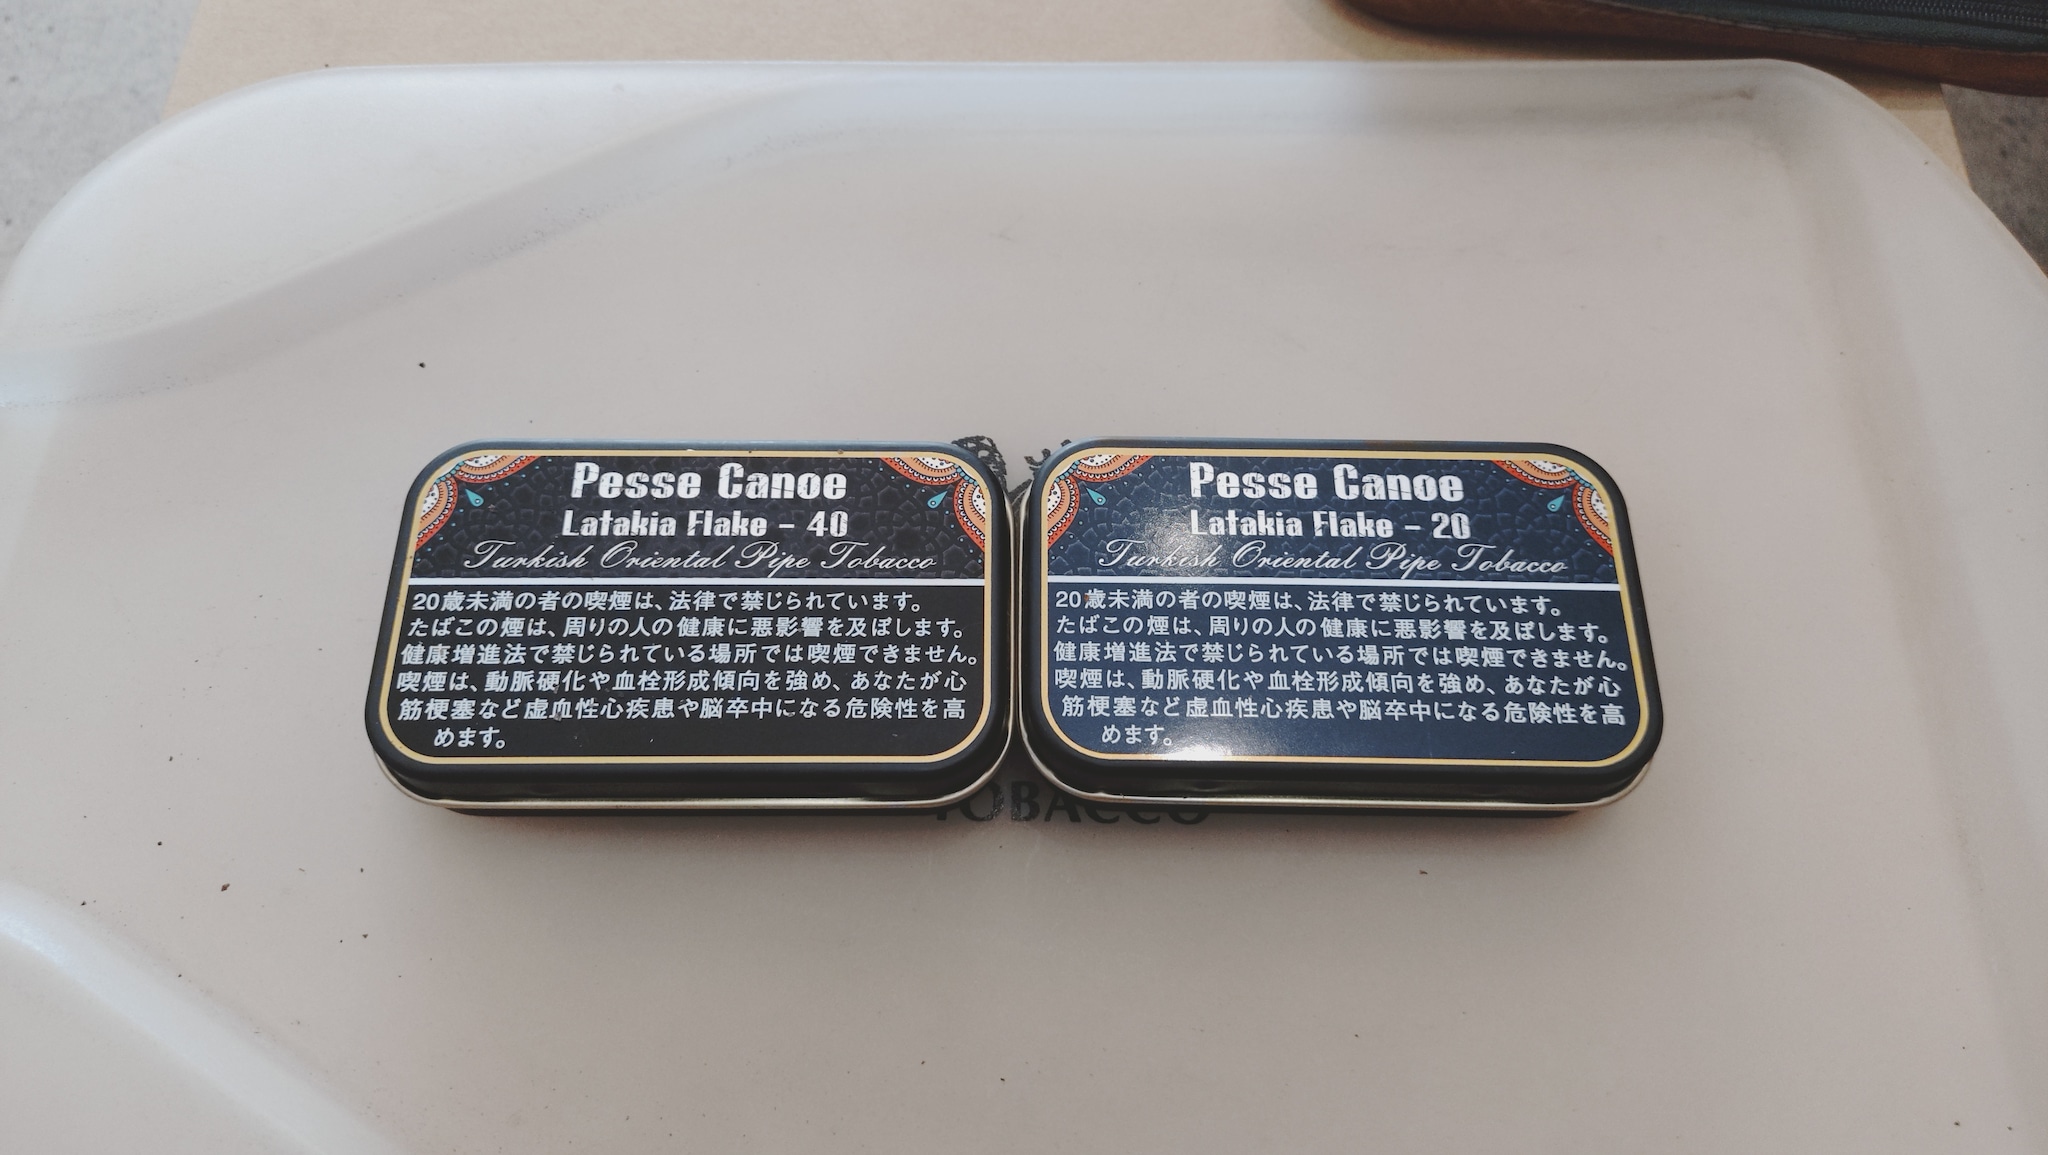 Pesse Canoe
Latakia Flake - 40
Turkish Oriental Pipe Tobacco
20歳未満の者の喫煙は、法律で禁じられています。
たばこの煙は、周りの人の健康に悪影響を及ぼします。
健康増進法で禁じられている場所では喫煙できません。
喫煙は、動脈硬化や血栓形成傾向を強め、あなたが心
筋梗塞など虚血性心疾患や脳卒中になる危険性を高
めます。
Pesse Canoe
Latakia Flake - 20
Turkish Oriental Pipe Tobacco
20歳未満の者の喫煙は、法律で禁じられています。
たばこの煙は、周りの人の健康に悪影響を及ぼします。
健康増進法で禁じられている場所では喫煙できません。
喫煙は、動脈硬化や血栓形成傾向を強め、あなたが心
筋梗塞など虚血性心疾患や脳卒中になる危険性を高
めます。
TOBACCO